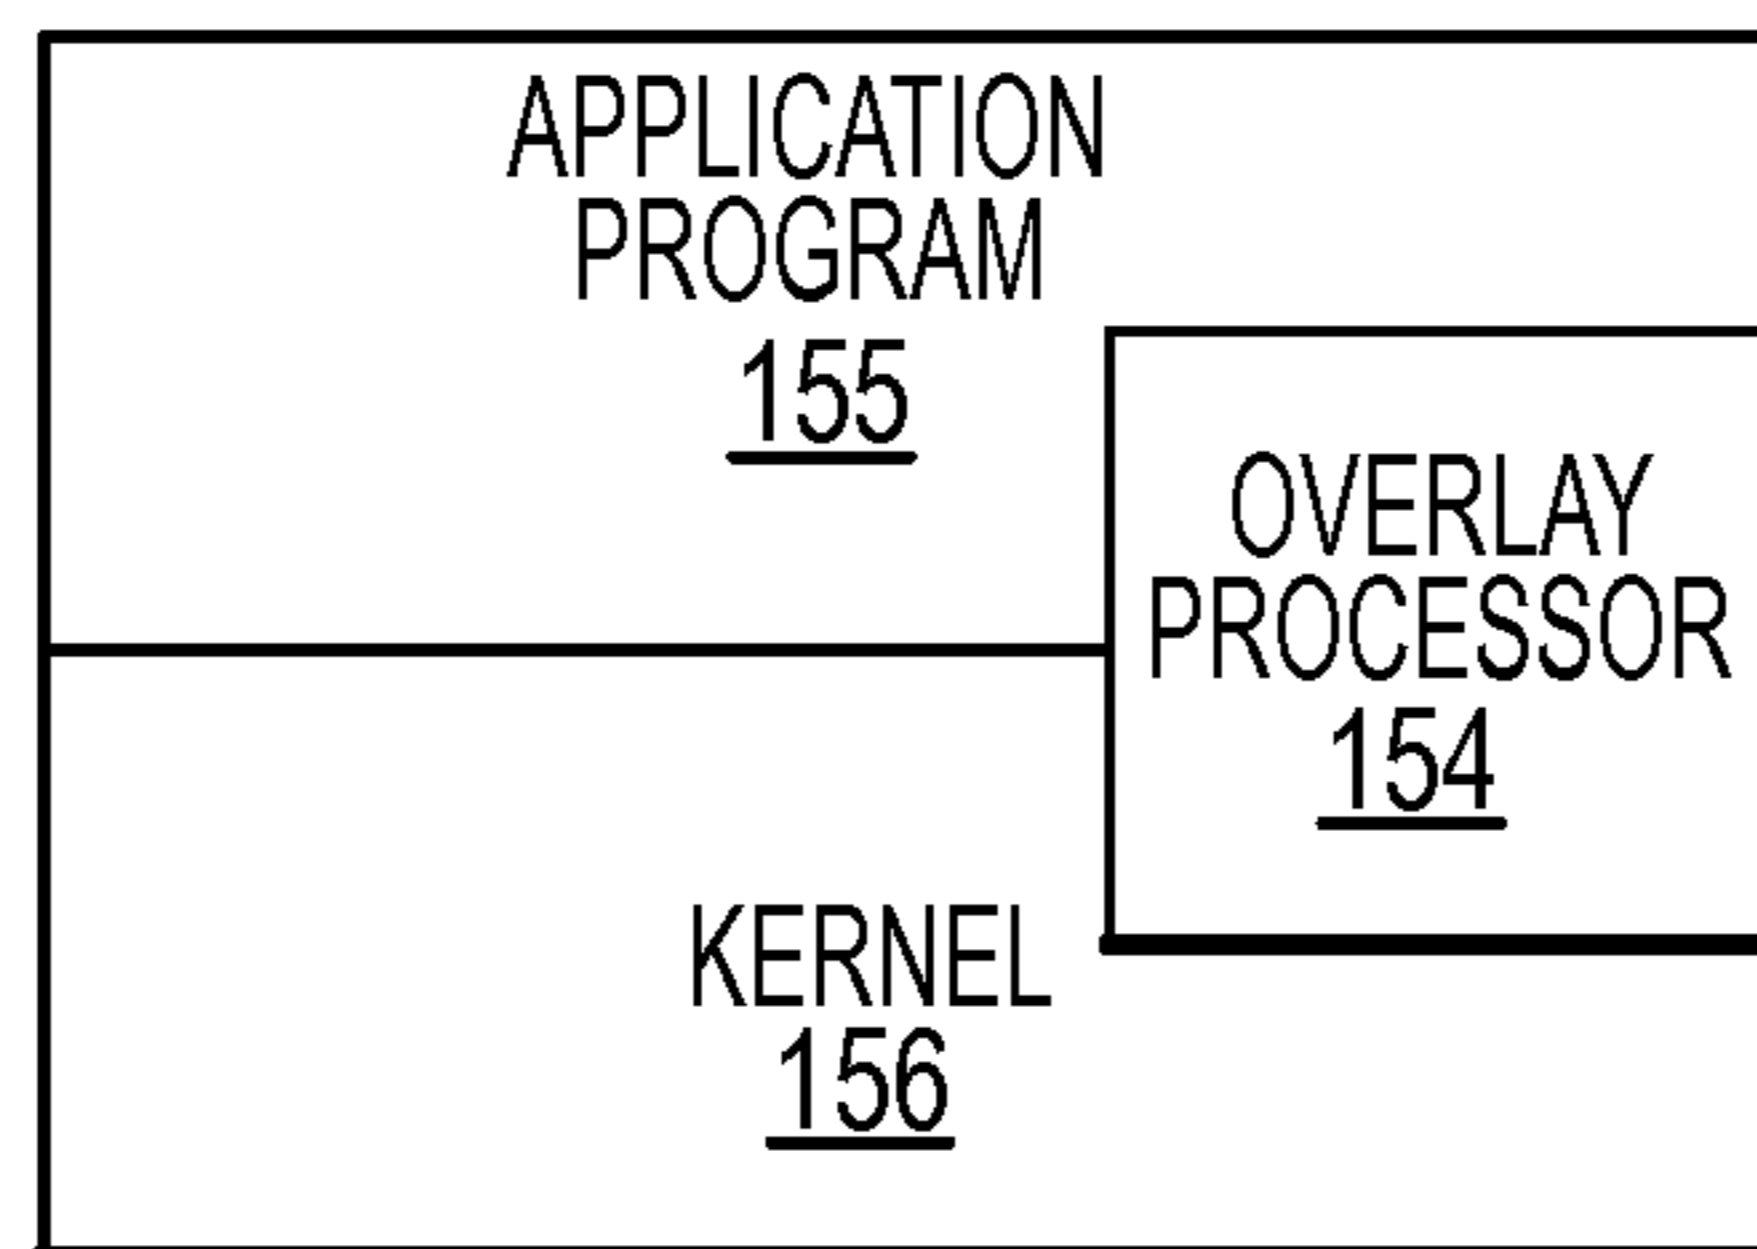 APPLICATION
PROGRAM
155
OVERLAY
PROCESSOR
154
KERNEL
156